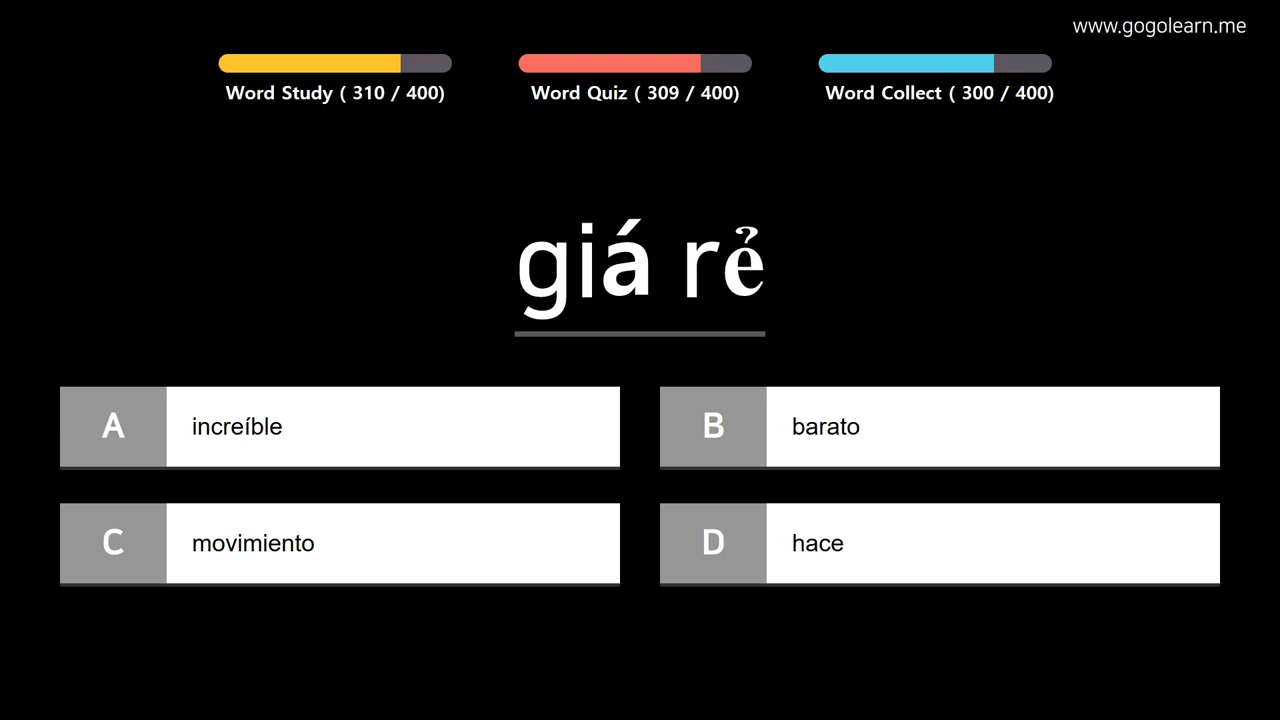 www.gogolearn.me
Word Study ( 310 / 400)
Word Quiz ( 309 / 400)
Word Collect ( 300 / 400)
giá rẻ
A increíble
B barato
C movimiento
D hace